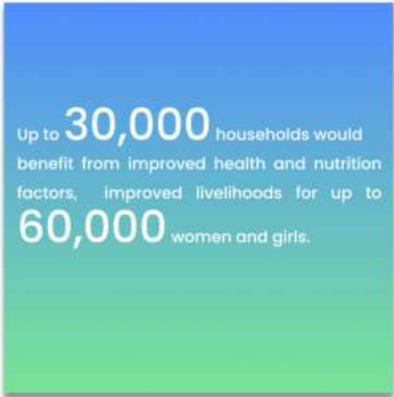 Up to 30,000 households would
benefit from improved health and nutrition
factors, improved livelihoods for up to
60,000 women and girls.